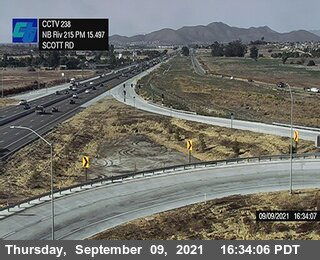 CCTV 238
NB Riv 215 PM 15.497
SCOTT RD
09/09/2021 16:34:07
Thursday, September 09, 2021 16:34:06 PDT